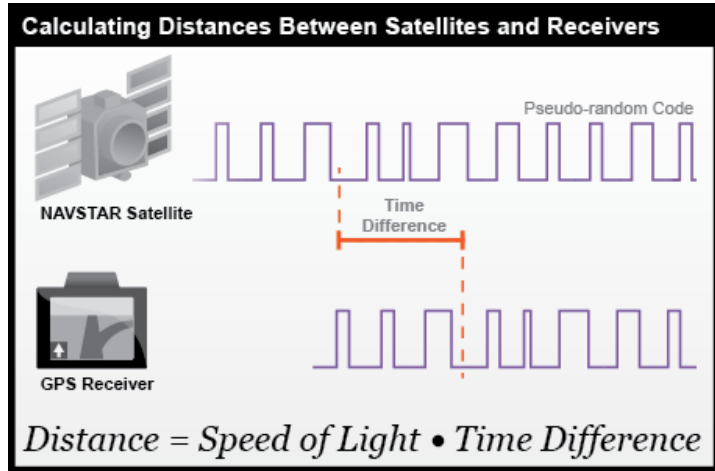 Calculating Distances Between Satellites and Receivers
Pseudo-random Code
NAVSTAR Satellite
Time
Difference
GPS Receiver
Distance = Speed of Light • Time Difference